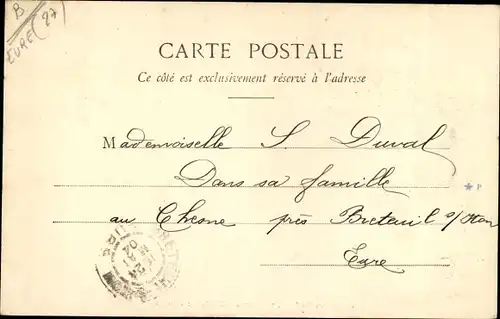 B
EURE (27)
CARTE POSTALE
Ce côté est exclusivement réservé à l'adresse
Mademoiselle S. Duval
Dans sa famille
au Chesne près Breteuil s/Iton
Eure